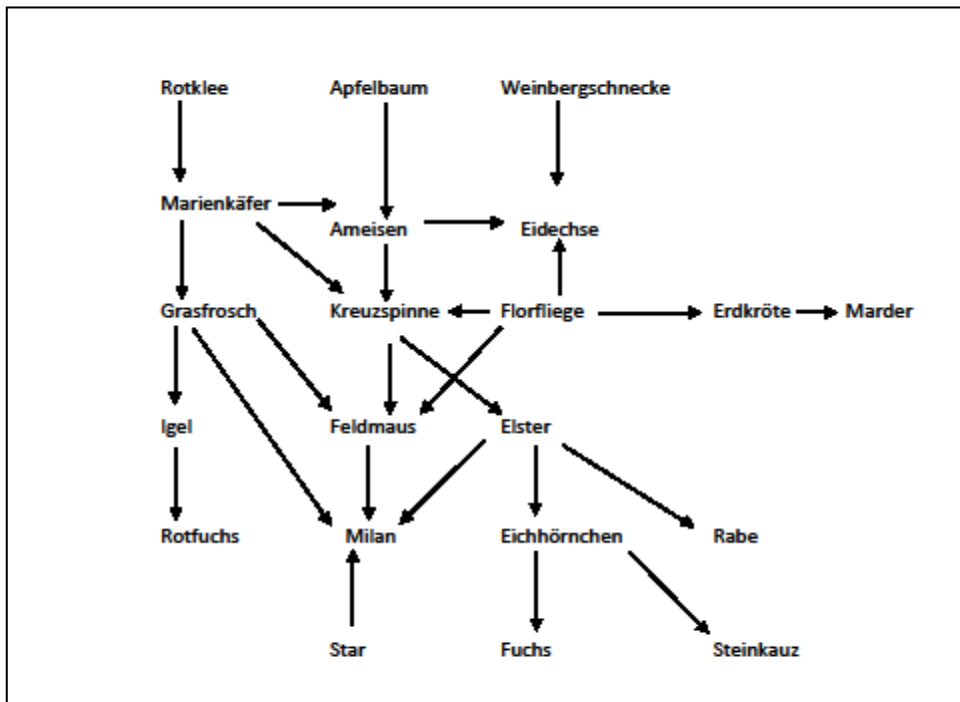 Rotklee Apfelbaum Weinbergschnecke
Marienkäfer
Ameisen Eidechse
Grasfrosch Kreuzspinne Florfliege Erdkröte Marder
Igel Feldmaus Elster
Rotfuchs Milan Eichhörnchen Rabe
Star Fuchs Steinkauz